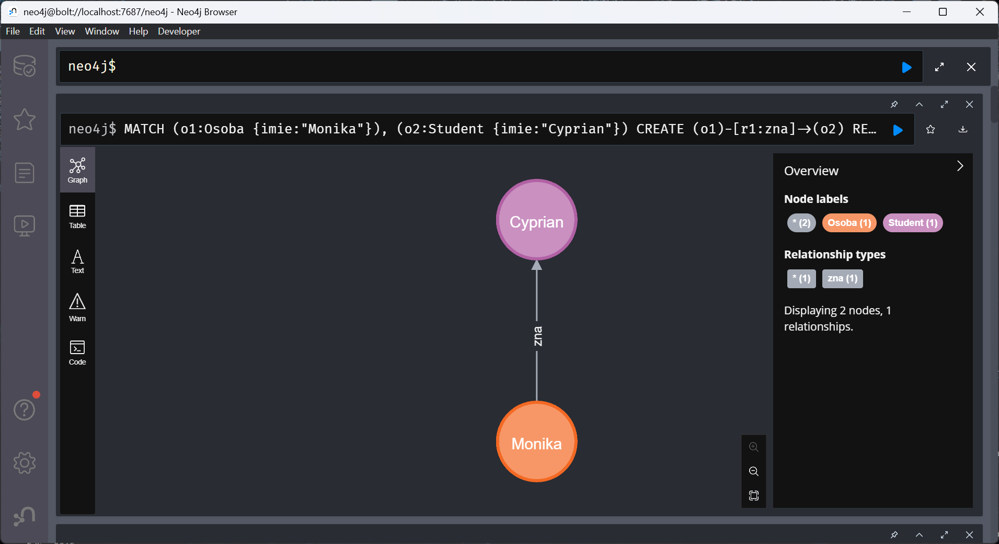 neo4j@bolt://localhost:7687/neo4j - Neo4j Browser
File Edit View Window Help Developer
neo4j$
neo4j$ MATCH (o1:Osoba {imie:"Monika"}), (o2:Student {imie:"Cyprian"}) CREATE (o1)-[r1:zna]->(o2) RE…
Graph
Table
Text
Warn
Code
Cyprian
zna
Monika
Overview
Node labels
* (2) Osoba (1) Student (1)
Relationship types
* (1) zna (1)
Displaying 2 nodes, 1
relationships.